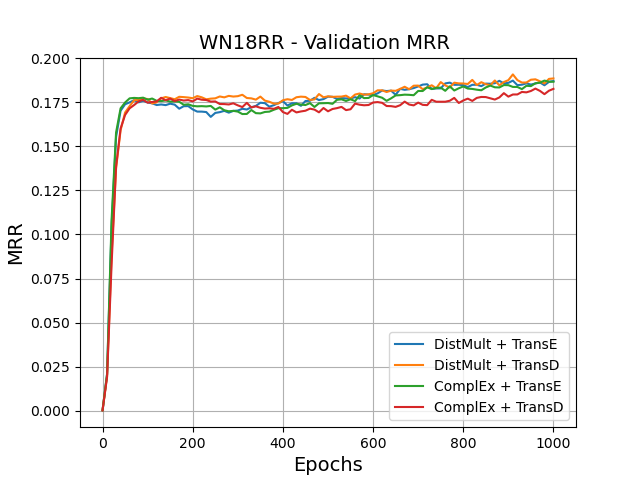 WN18RR - Validation MRR
MRR
0.200
0.175
0.150
0.125
0.100
0.075
0.050
0.025
0.000
0 200 400 600 800 1000
Epochs
DistMult + TransE
DistMult + TransD
ComplEx + TransE
ComplEx + TransD